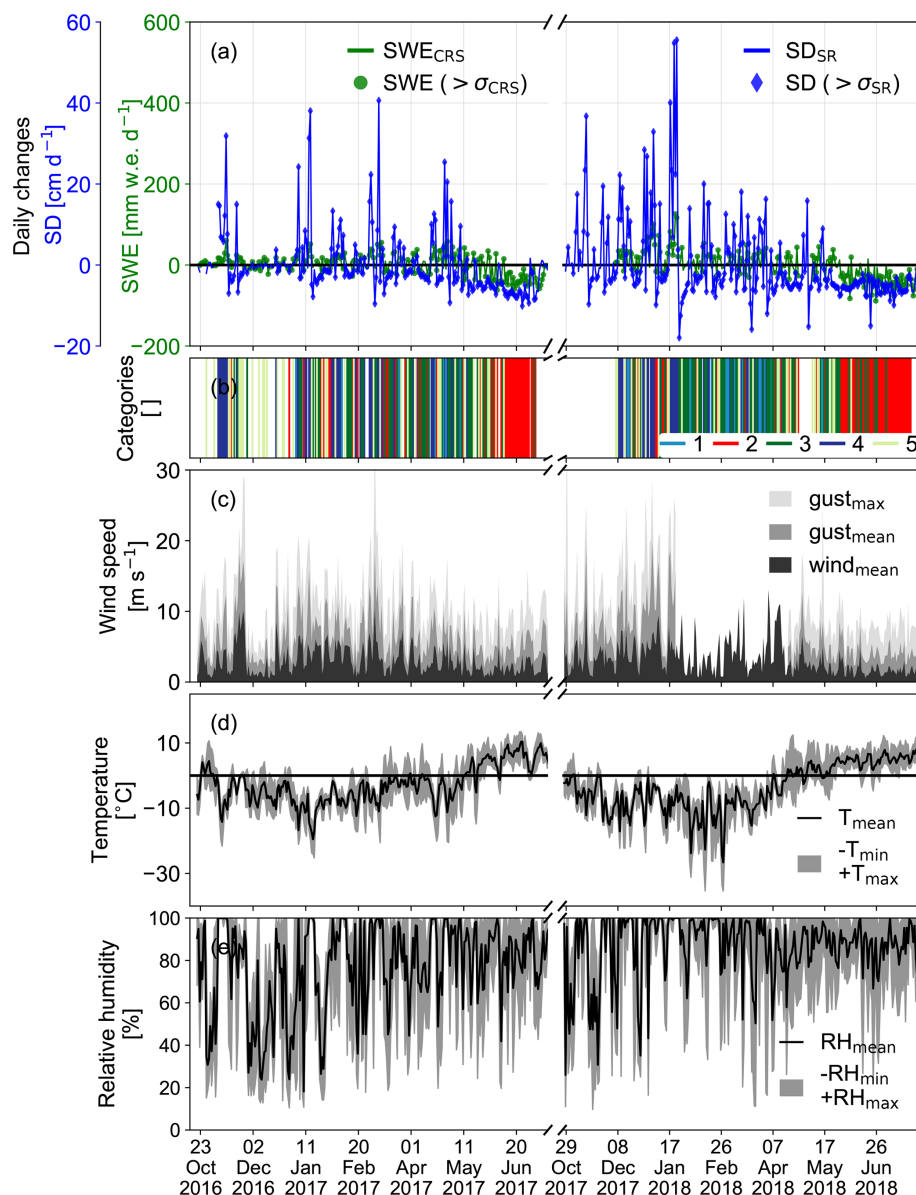 Daily changes
SD [cm d⁻¹]
SWE [mm w.e. d⁻¹]
60
40
20
0
−20
600
400
200
0
−200
(a)
SWE_CRS
SWE (>σ_CRS)
SD_SR
SD (>σ_SR)
Categories
[ ]
(b)
1 2 3 4 5
Wind speed
[m s⁻¹]
30
20
10
0
(c)
gust_max
gust_mean
wind_mean
Temperature
[°C]
10
−10
−30
(d)
T_mean
-T_min
+T_max
Relative humidity
[%]
100
80
60
40
20
0
(e)
RH_mean
-RH_min
+RH_max
23 02 11 20 01 11 20 29 08 17 26 07 17 26
Oct Dec Jan Feb Apr May Jun Oct Dec Jan Feb Apr May Jun
2016 2016 2017 2017 2017 2017 2017 2017 2017 2018 2018 2018 2018 2018